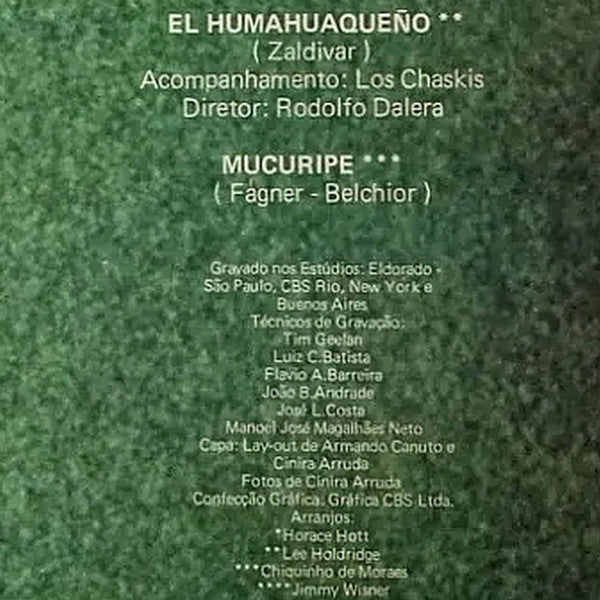 EL HUMAHUAQUEÑO **
( Zaldivar )
Acompanhamento: Los Chaskis
Diretor: Rodolfo Dalera
MUCURIPE ***
( Fágner - Belchior )
Gravado nos Estúdios: Eldorado -
São Paulo, CBS Rio, New York e
Buenos Aires
Técnicos de Gravação:
Tim Geelan
Luiz C.Batista
Flavio A.Barreira
João B.Andrade
José L.Costa
Manoel José Magalhães Neto
Capa: Lay-out de Armando Canuto e
Cinira Arruda
Fotos de Cinira Arruda
Confecção Gráfica: Gráfica CBS Ltda.
Arranjos:
*Horace Hott
**Lee Holdridge
***Chiquinho de Moraes
****Jimmy Wisner